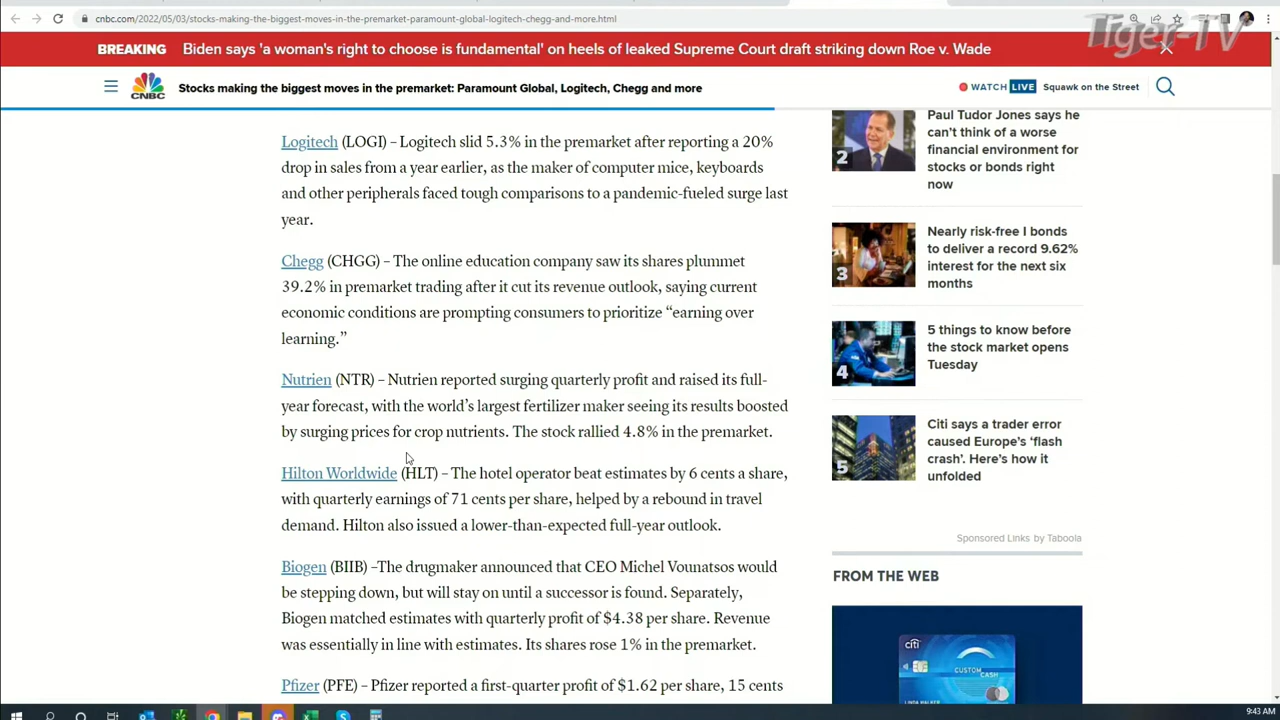 cnbc.com/2022/05/03/stocks-making-the-biggest-moves-in-the-premarket-paramount-global-logitech-chegg-and-more.html
Tiger-TV
BREAKING Biden says 'a woman's right to choose is fundamental' on heels of leaked Supreme Court draft striking down Roe v. Wade
CNBC
Stocks making the biggest moves in the premarket: Paramount Global, Logitech, Chegg and more
WATCH LIVE Squawk on the Street
Logitech (LOGI) – Logitech slid 5.3% in the premarket after reporting a 20%
drop in sales from a year earlier, as the maker of computer mice, keyboards
and other peripherals faced tough comparisons to a pandemic-fueled surge last
year.
Chegg (CHGG) – The online education company saw its shares plummet
39.2% in premarket trading after it cut its revenue outlook, saying current
economic conditions are prompting consumers to prioritize “earning over
learning.”
Nutrien (NTR) – Nutrien reported surging quarterly profit and raised its full-
year forecast, with the world’s largest fertilizer maker seeing its results boosted
by surging prices for crop nutrients. The stock rallied 4.8% in the premarket.
Hilton Worldwide (HLT) – The hotel operator beat estimates by 6 cents a share,
with quarterly earnings of 71 cents per share, helped by a rebound in travel
demand. Hilton also issued a lower-than-expected full-year outlook.
Biogen (BIIB) –The drugmaker announced that CEO Michel Vounatsos would
be stepping down, but will stay on until a successor is found. Separately,
Biogen matched estimates with quarterly profit of $4.38 per share. Revenue
was essentially in line with estimates. Its shares rose 1% in the premarket.
Pfizer (PFE) – Pfizer reported a first-quarter profit of $1.62 per share, 15 cents
2
Paul Tudor Jones says he
can’t think of a worse
financial environment for
stocks or bonds right
now
3
Nearly risk-free I bonds
to deliver a record 9.62%
interest for the next six
months
4
5 things to know before
the stock market opens
Tuesday
5
Citi says a trader error
caused Europe’s ‘flash
crash’. Here’s how it
unfolded
Sponsored Links by Taboola
FROM THE WEB
citi
CUSTOM
CASH
LINDA WALKER
9:43 AM